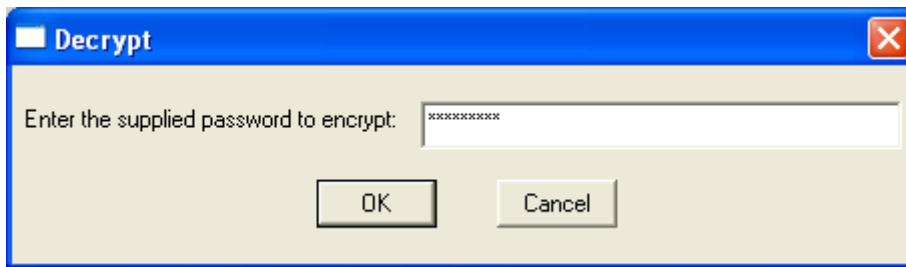 Decrypt
Enter the supplied password to encrypt: *********
OK Cancel